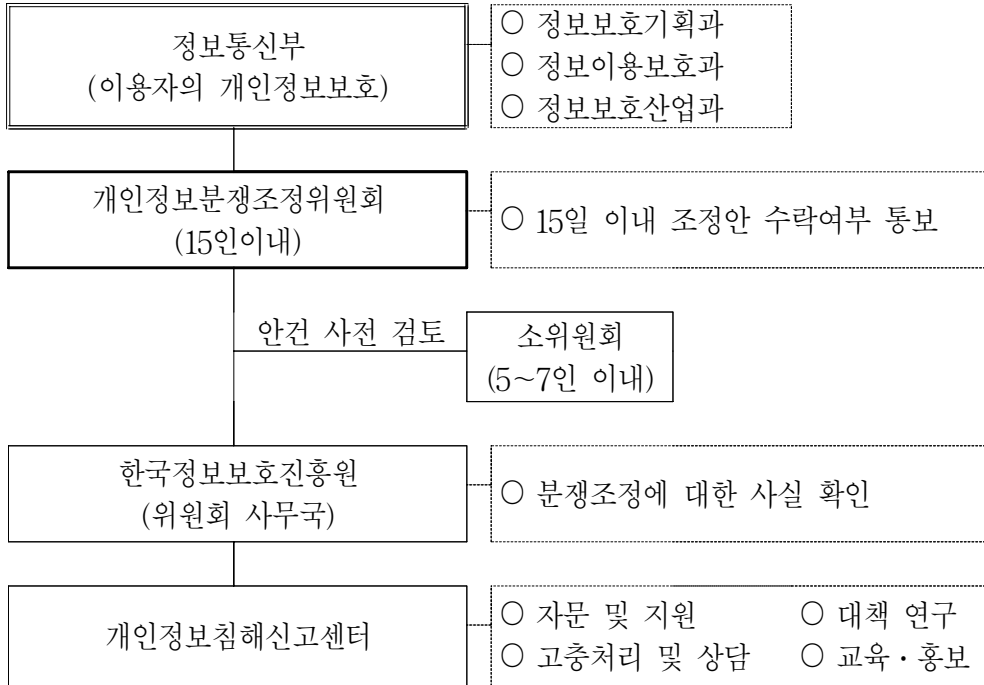 정보통신부
(이용자의 개인정보보호)
○ 정보보호기획과
○ 정보이용보호과
○ 정보보호산업과
개인정보분쟁조정위원회
(15인이내)
○ 15일 이내 조정안 수락여부 통보
안건 사전 검토
소위원회
(5~7인 이내)
한국정보보호진흥원
(위원회 사무국)
○ 분쟁조정에 대한 사실 확인
개인정보침해신고센터
○ 자문 및 지원 ○ 대책 연구
○ 고충처리 및 상담 ○ 교육·홍보